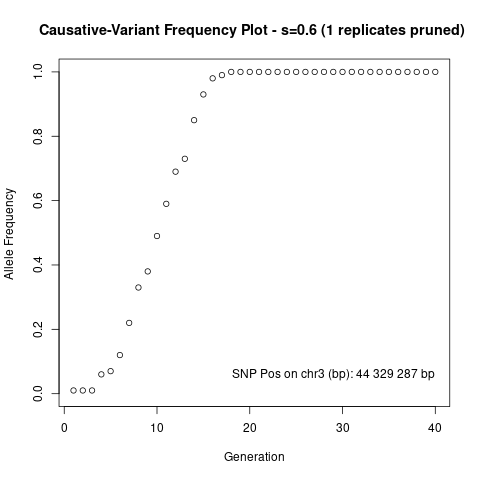 Causative-Variant Frequency Plot - s=0.6 (1 replicates pruned)
1.0
0.8
0.6
0.4
0.2
0.0
Allele Frequency
SNP Pos on chr3 (bp): 44 329 287 bp
0 10 20 30 40
Generation